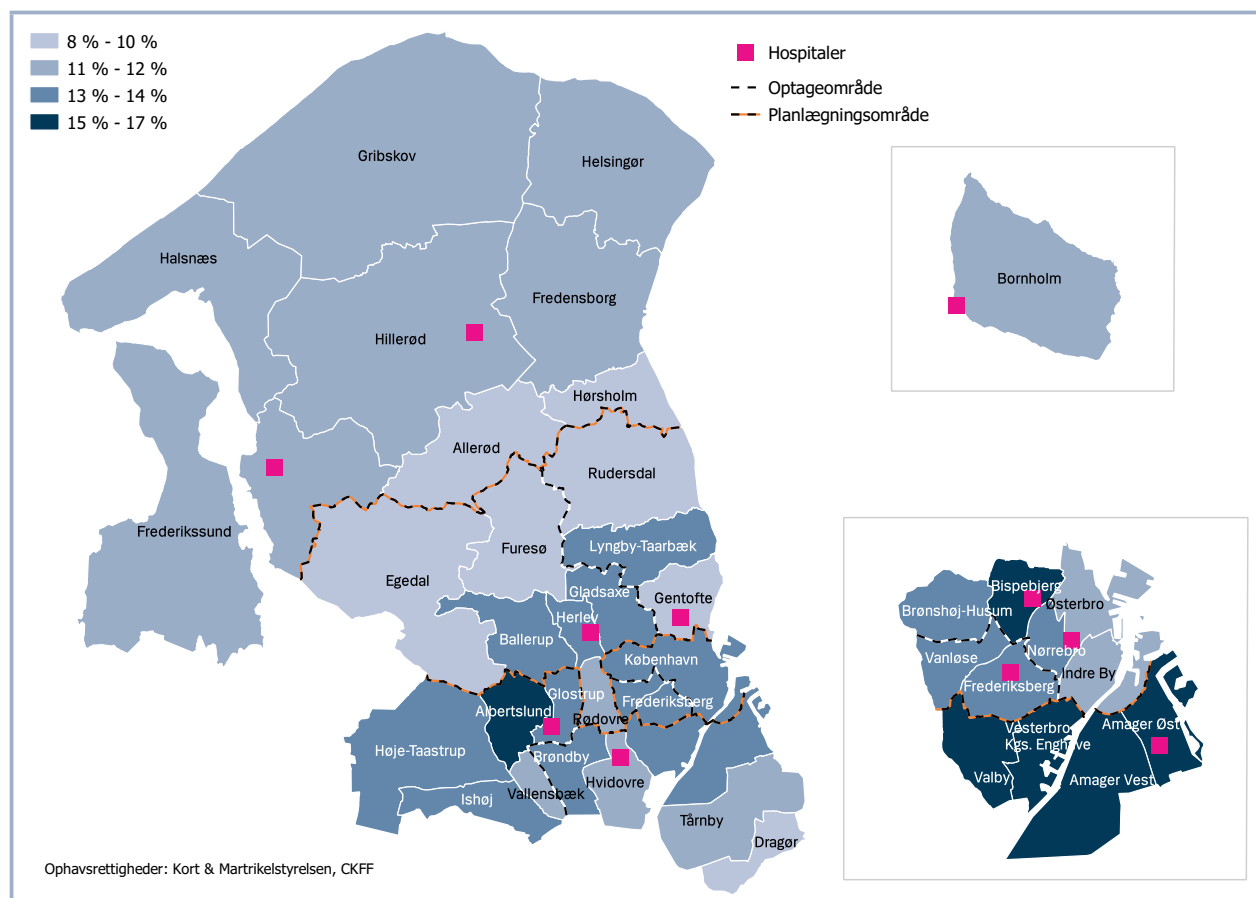 8 % - 10 %
11 % - 12 %
13 % - 14 %
15 % - 17 %
Hospitaler
Optageområde
Planlægningsområde
Gribskov
Helsingør
Halsnæs
Fredensborg
Hillerød
Bornholm
Hørsholm
Allerød
Rudersdal
Frederikssund
Furesø
Lyngby-Taarbæk
Egedal
Gladsaxe
Gentofte
Herlev
Ballerup
København
Glostrup
Frederiksberg
Albertslund
Rødovre
Høje-Taastrup
Brøndby
Hvidovre
Vallensbæk
Ishøj
Tårnby
Dragør
Bispebjerg
Østerbro
Brønshøj-Husum
Nørrebro
Vanløse
Indre By
Frederiksberg
Vesterbro
Kgs. Enghave
Amager Øst
Valby
Amager Vest
Ophavsrettigheder: Kort & Martrikelstyrelsen, CKFF